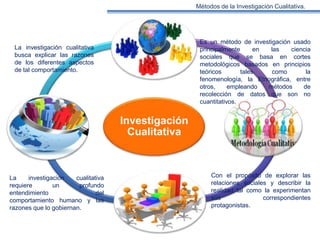 Métodos de la Investigación Cualitativa.
La investigación cualitativa
busca explicar las razones
de los diferentes aspectos
de tal comportamiento.
Es un método de investigación usado
principalmente en las ciencia
sociales que se basa en cortes
metodológicos basados en principios
teóricos tales como la
fenomenología, la etnográfica, entre
otros, empleando métodos de
recolección de datos que son no
cuantitativos.
Investigación
Cualitativa
Metodología Cualitativa
La investigación cualitativa
requiere un profundo
entendimiento del
comportamiento humano y las
razones que lo gobiernan.
Con el propósito de explorar las
relaciones sociales y describir la
realidad tal como la experimentan
sus correspondientes
protagonistas.